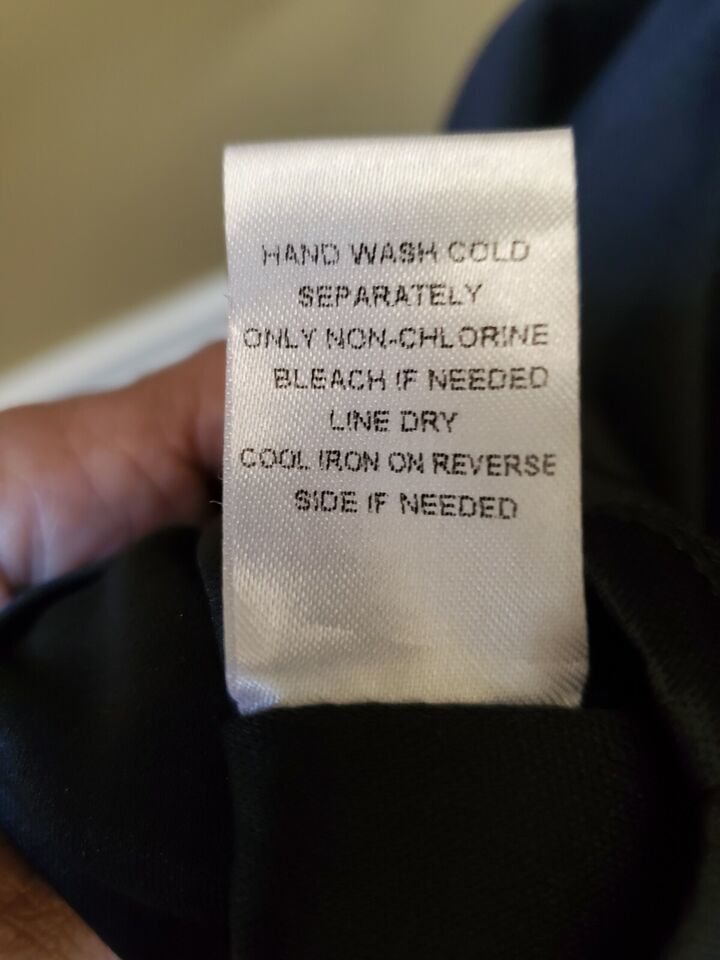 HAND WASH COLD
SEPARATELY
ONLY NON-CHLORINE
BLEACH IF NEEDED
LINE DRY
COOL IRON ON REVERSE
SIDE IF NEEDED